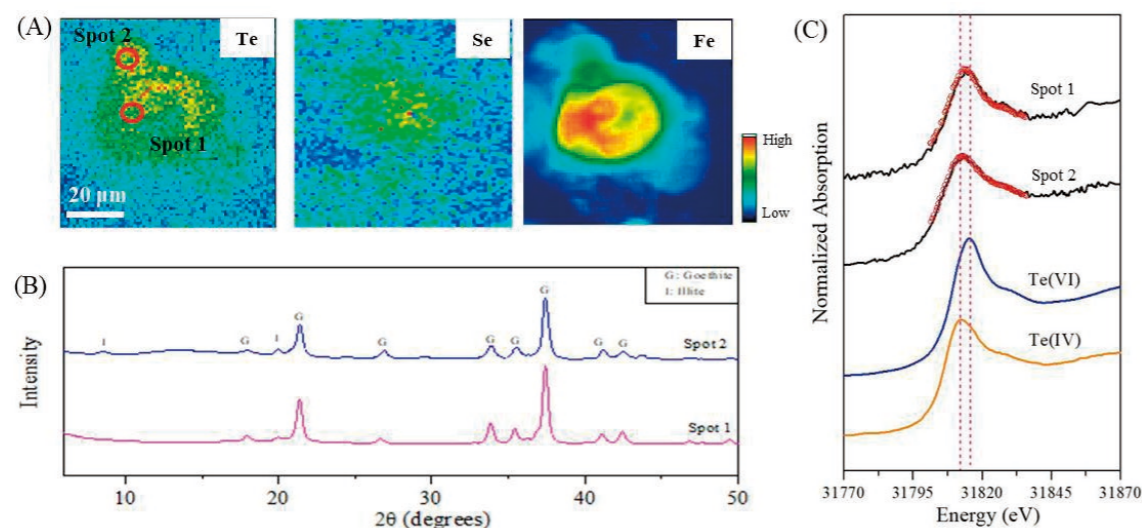 (A)
Spot 2
Te
Se
Fe
Spot 1
20 µm
High
Low
(B)
G: Goethite
I: Illite
I
G
I
G
G
G
G
G
G
G
Spot 2
Spot 1
Intensity
10 20 30 40 50
2θ (degrees)
(C)
Spot 1
Spot 2
Te(VI)
Te(IV)
Normalized Absorption
31770 31795 31820 31845 31870
Energy (eV)